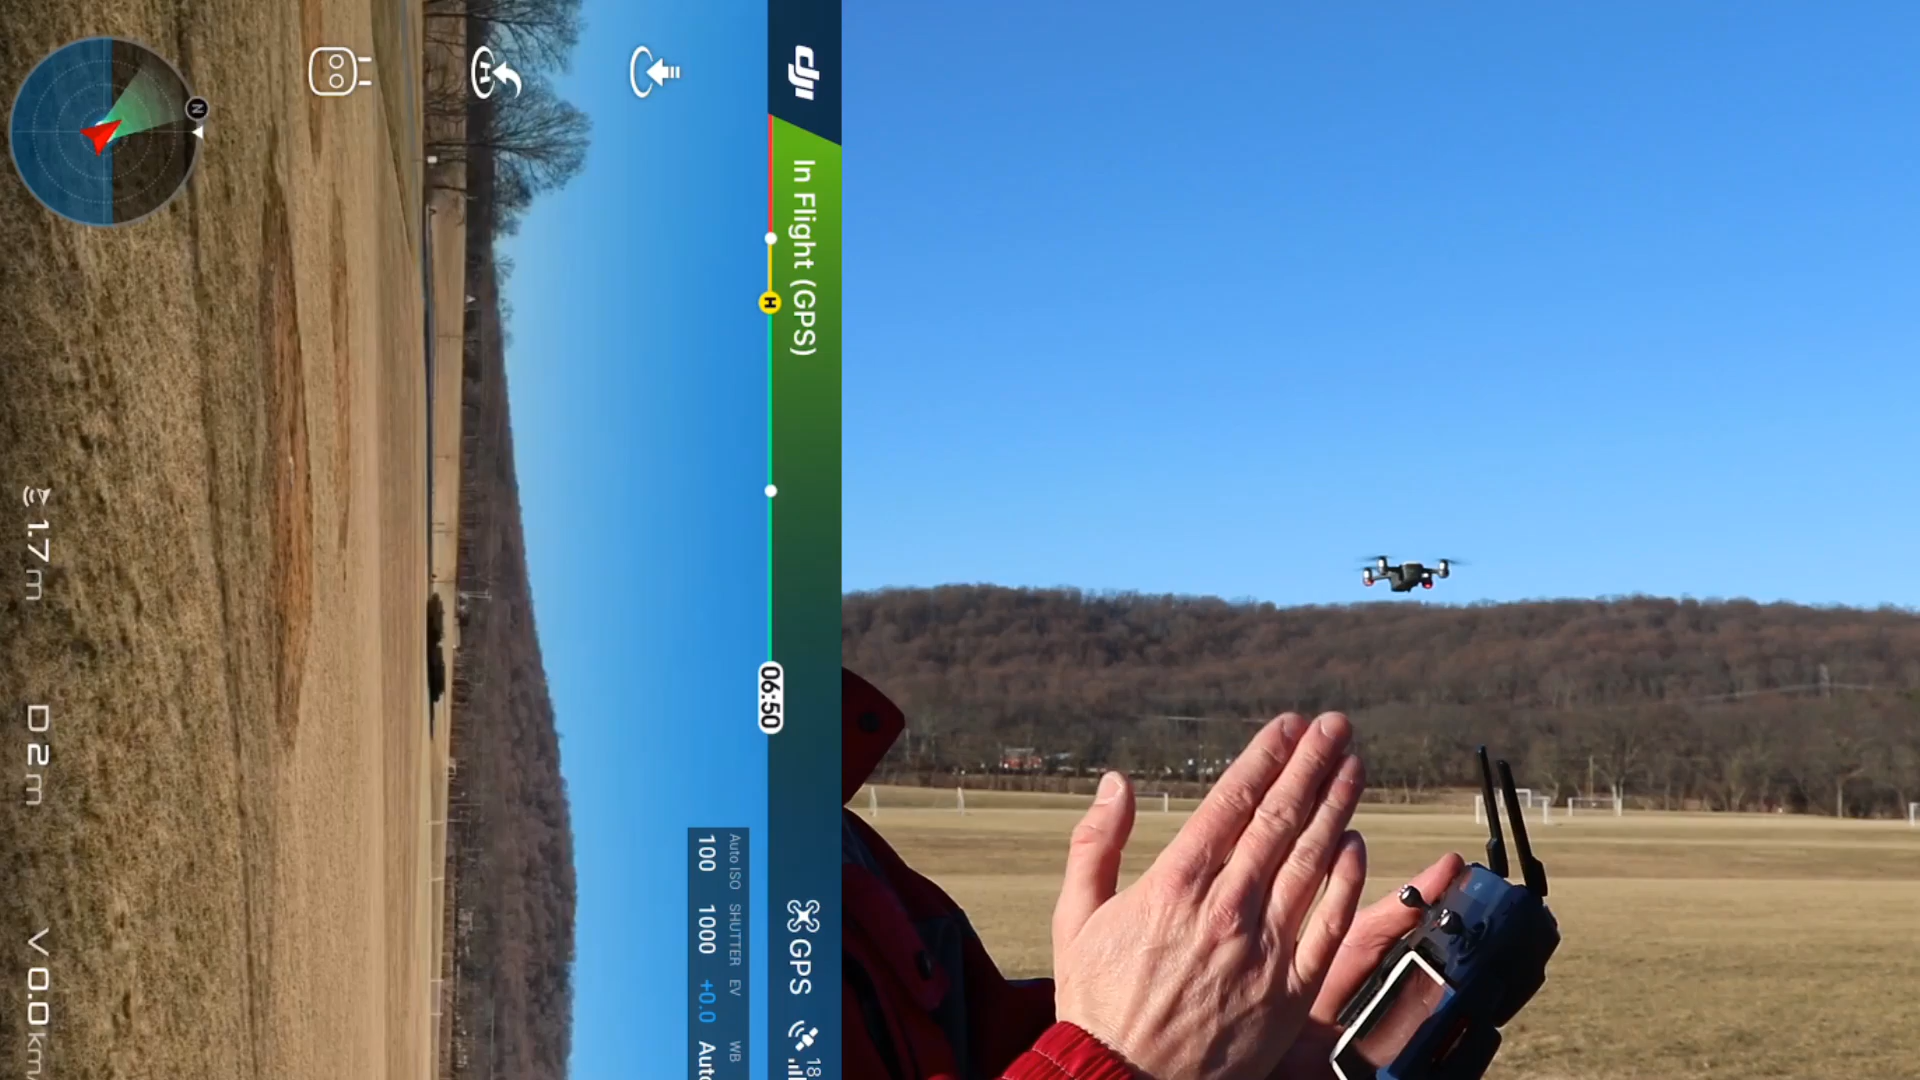 dji
In Flight (GPS)
GPS
18
H
06:50
Auto ISO SHUTTER EV WB
100 1000 +0.0 Auto
H
N
1.7 m
D 2 m
V 0.0 km/